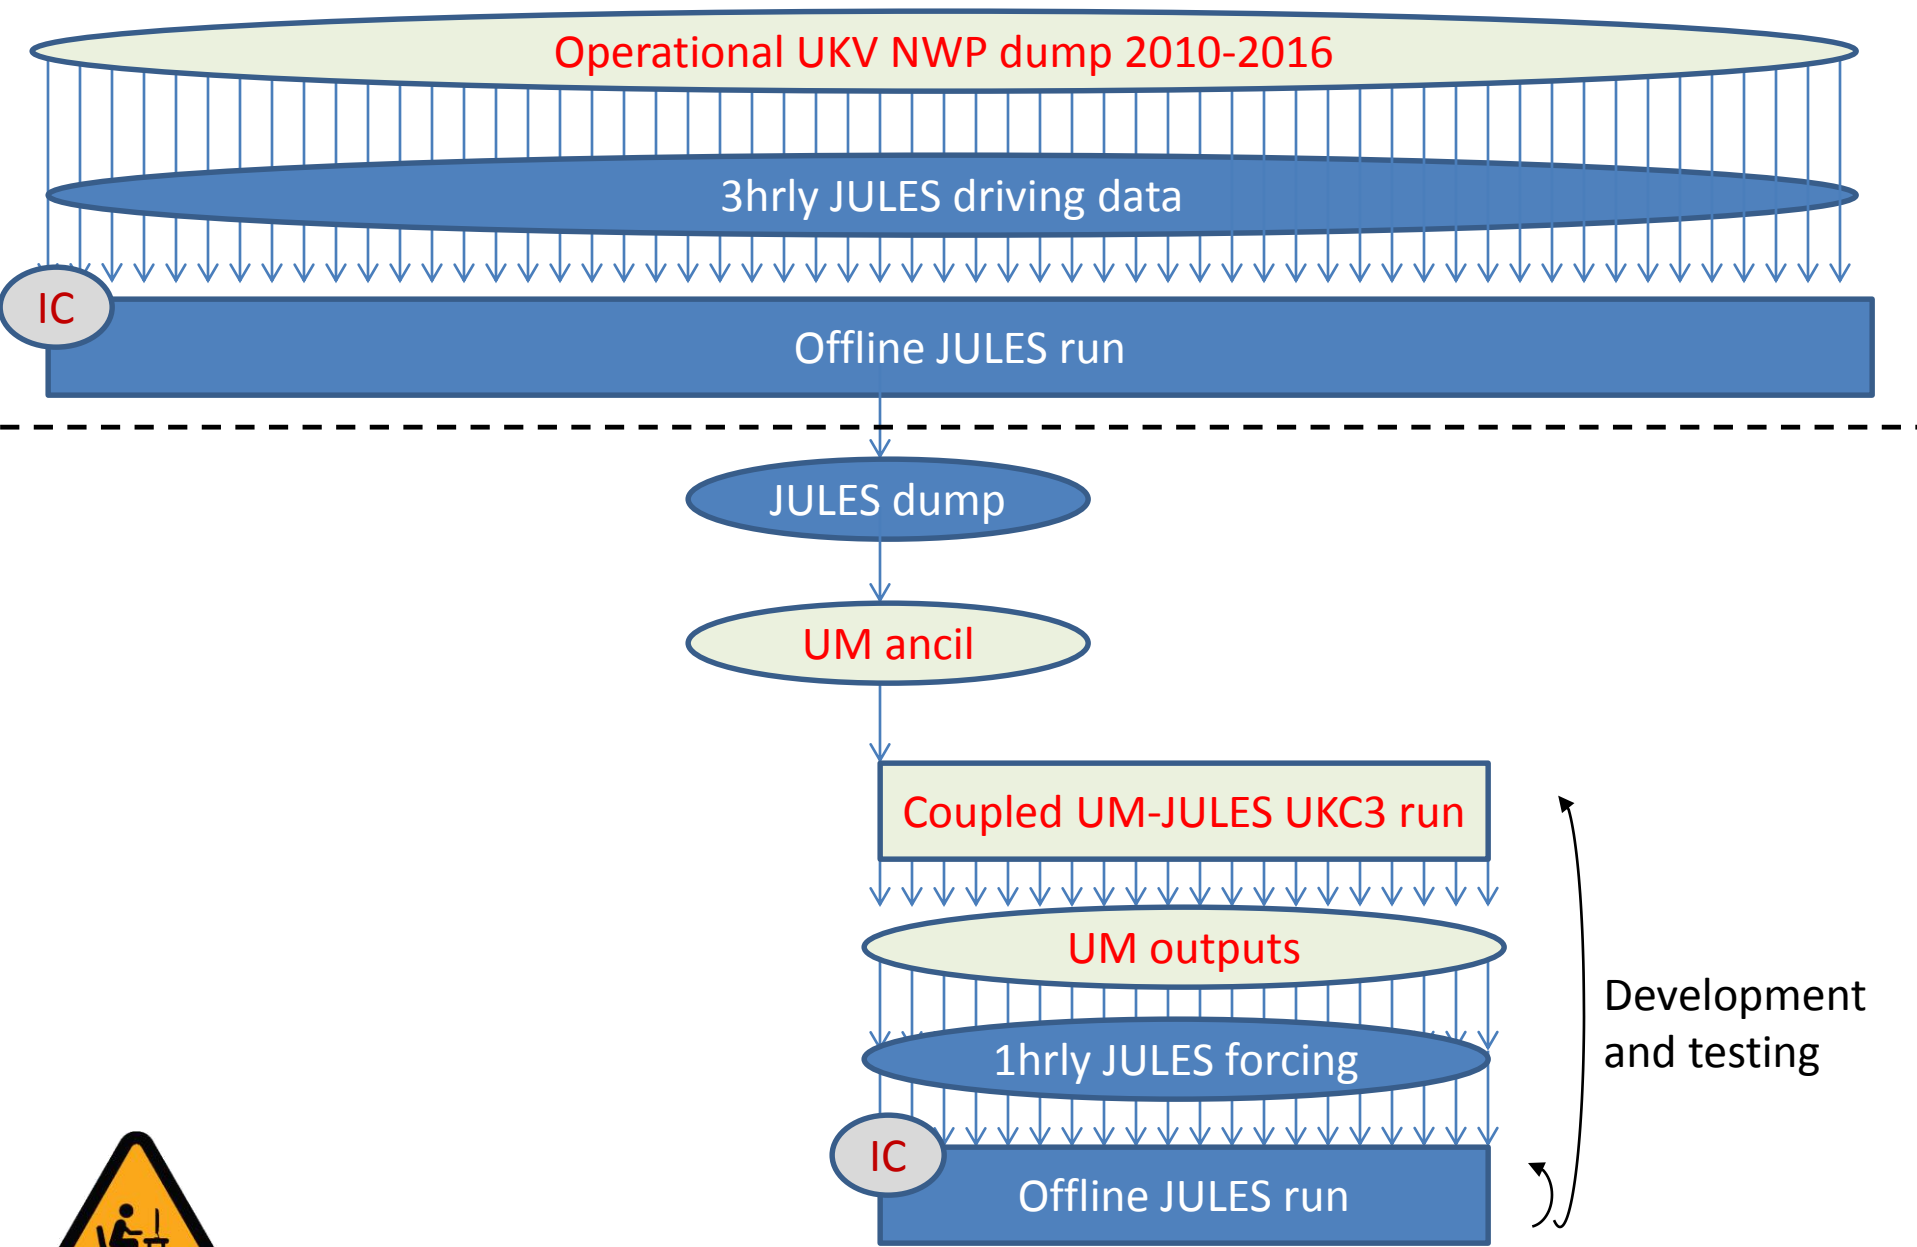 Operational UKV NWP dump 2010-2016
3hrly JULES driving data
IC
Offline JULES run
JULES dump
UM ancil
Coupled UM-JULES UKC3 run
UM outputs
Development
and testing
1hrly JULES forcing
IC
Offline JULES run